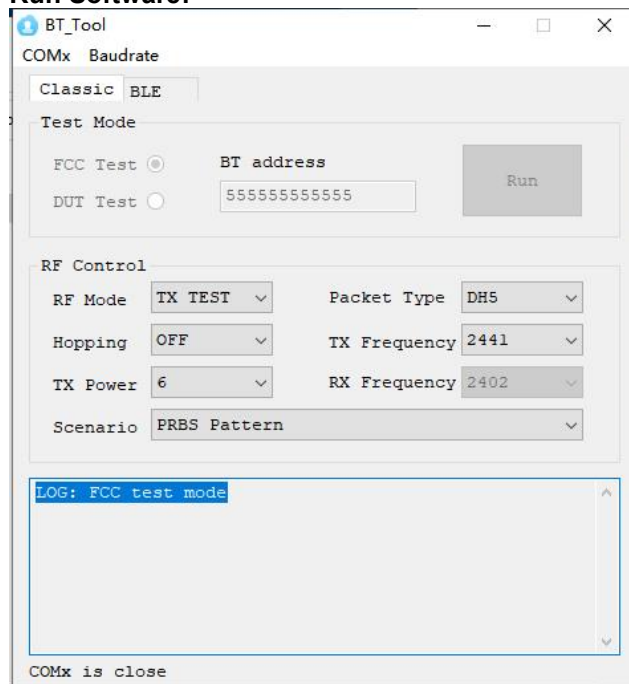 Run Software:
BT_Tool
COMx Baudrate
Classic BLE
Test Mode
FCC Test BT address
DUT Test 555555555555 Run
RF Control
RF Mode TX TEST Packet Type DH5
Hopping OFF TX Frequency 2441
TX Power 6 RX Frequency 2402
Scenario PRBS Pattern
LOG: FCC test mode
COMx is close